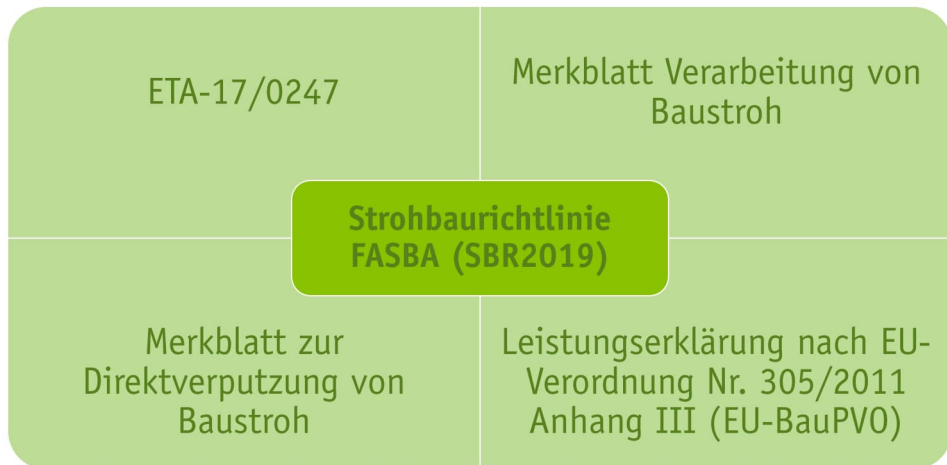 ETA-17/0247
Merkblatt Verarbeitung von
Baustroh
Strohbaurichtlinie
FASBA (SBR2019)
Merkblatt zur
Direktverputzung von
Baustroh
Leistungserklärung nach EU-
Verordnung Nr. 305/2011
Anhang III (EU-BauPVO)